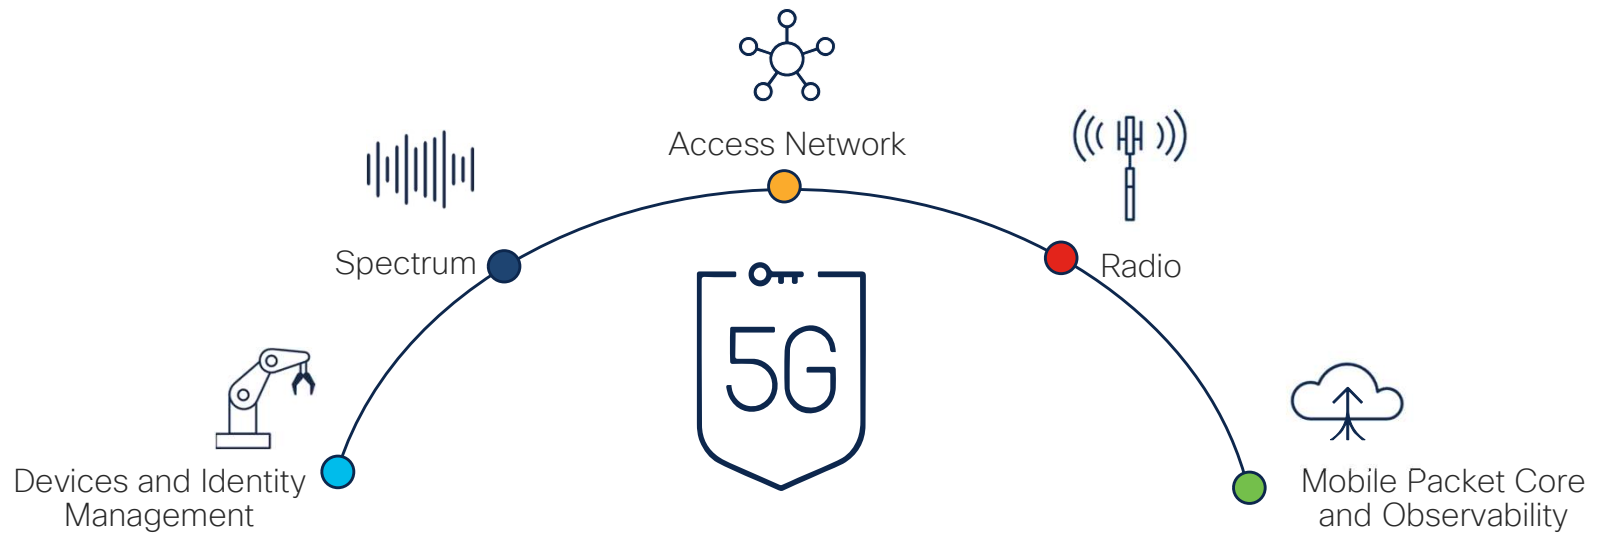 Access Network
Spectrum
Radio
5G
Devices and Identity
Management
Mobile Packet Core
and Observability